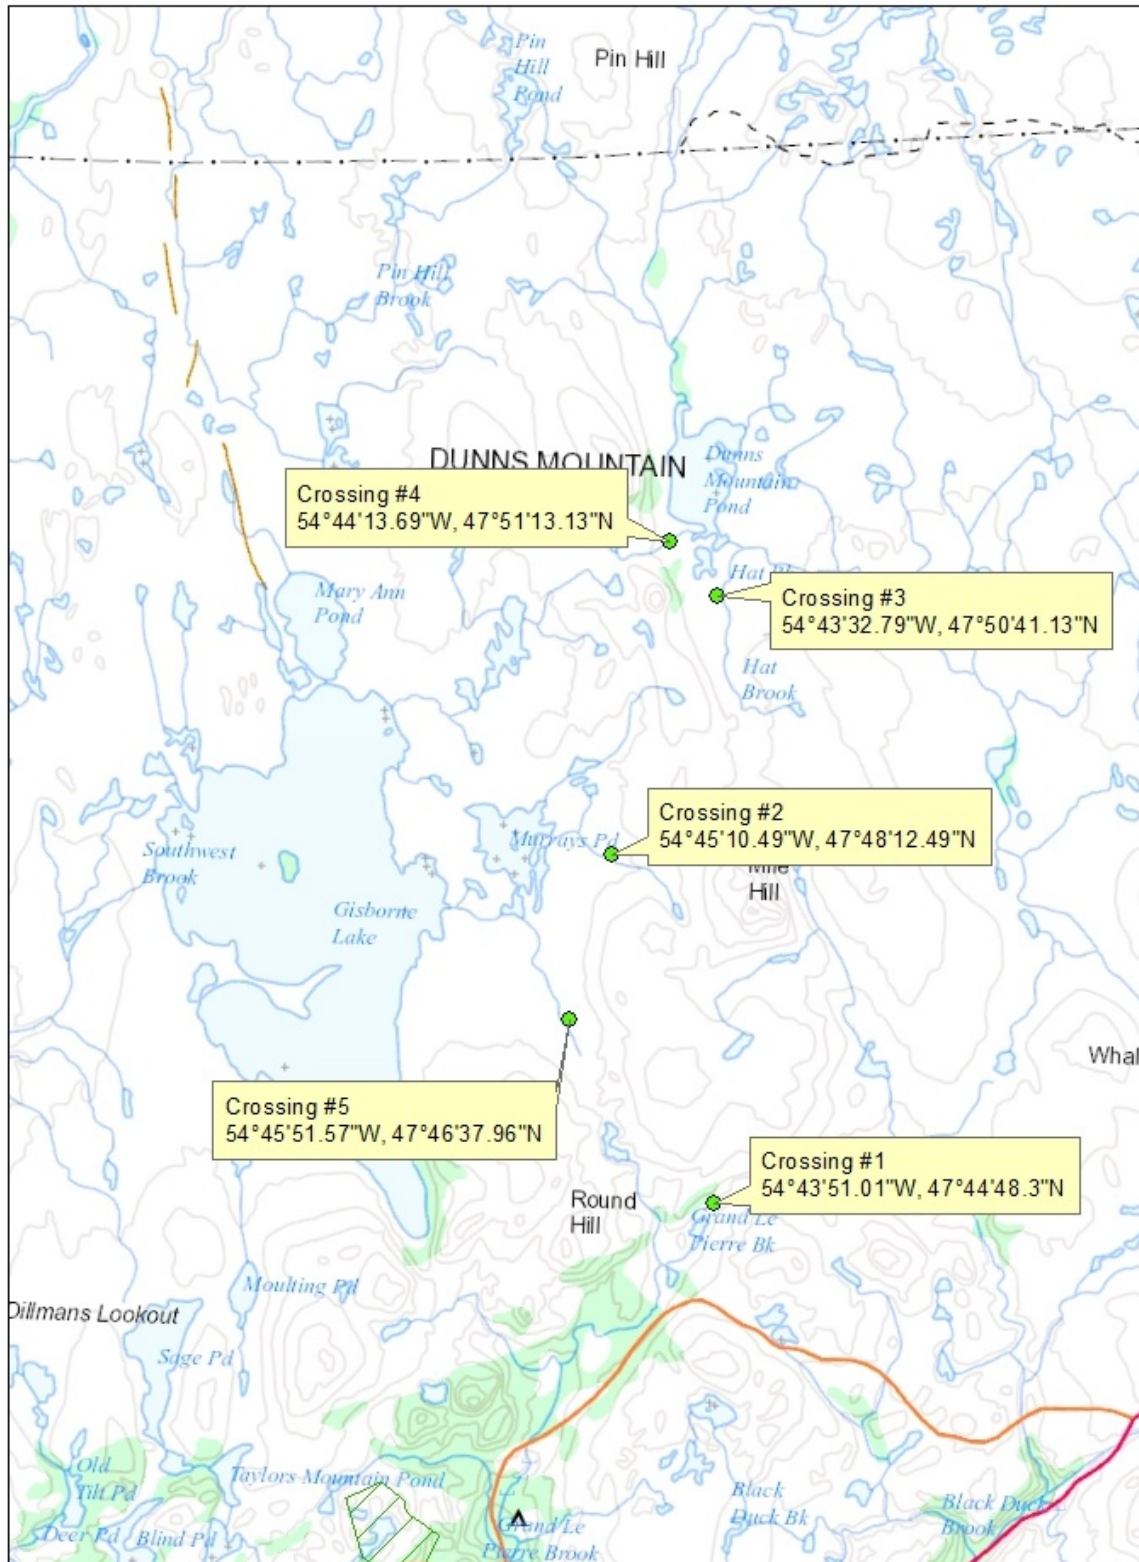 Pin
Hill
Pond
Pin Hill
Pin Hill
Brook
DUNNS MOUNTAIN
Dunns
Mountain
Pond
Crossing #4
54°44'13.69"W, 47°51'13.13"N
Hat
Crossing #3
54°43'32.79"W, 47°50'41.13"N
Mary Ann
Pond
Hat
Brook
Crossing #2
54°45'10.49"W, 47°48'12.49"N
Murrays Pd
Mile
Hill
Southwest
Brook
Gisborne
Lake
Whal
Crossing #5
54°45'51.57"W, 47°46'37.96"N
Crossing #1
54°43'51.01"W, 47°44'48.3"N
Round
Hill
Grand Le
Pierre Bk
Moulting Pd
Dillmans Lookout
Sage Pd
Old
Tilt Pd
Taylors Mountain Pond
Black
Duck Bk
Black Duck
Brook
Deer Pd
Blind Pd
Grand Le
Pierre Brook